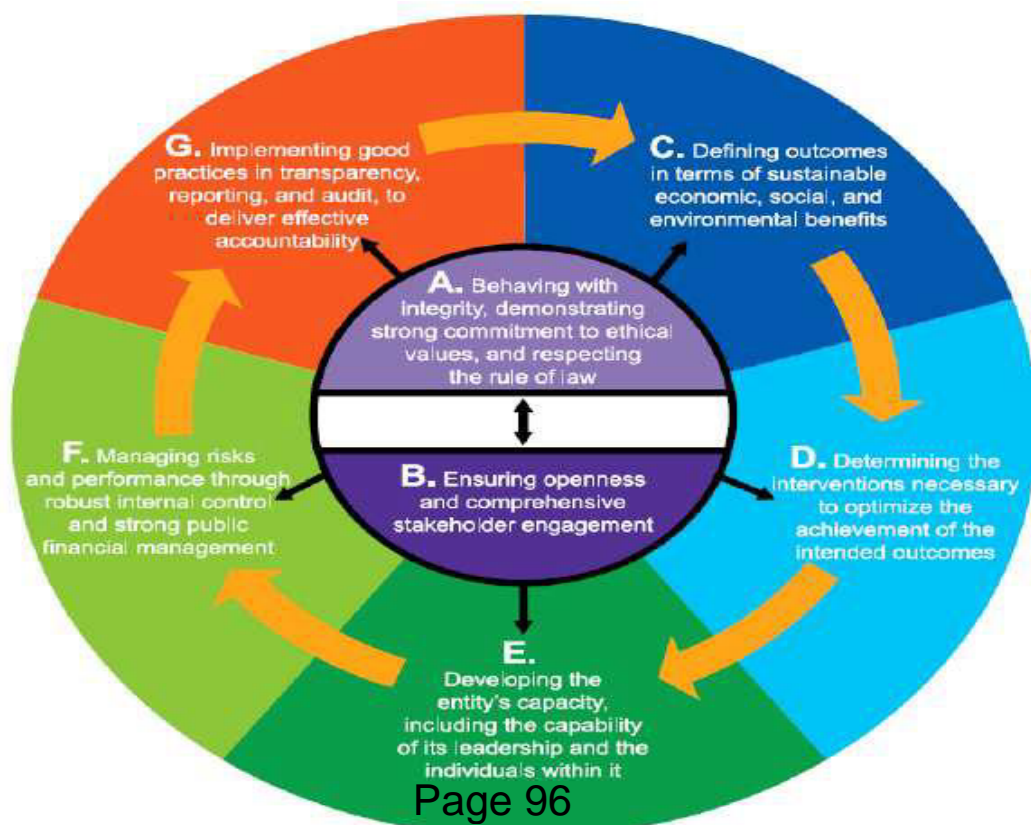 A. Behaving with
integrity, demonstrating
strong commitment to ethical
values, and respecting
the rule of law
B. Ensuring openness
and comprehensive
stakeholder engagement
C. Defining outcomes
in terms of sustainable
economic, social, and
environmental benefits
D. Determining the
interventions necessary
to optimize the
achievement of the
intended outcomes
E.
Developing the
entity's capacity,
including the capability
of its leadership and the
individuals within it
F. Managing risks
and performance through
robust internal control
and strong public
financial management
G. Implementing good
practices in transparency,
reporting, and audit, to
deliver effective
accountability
Page 96